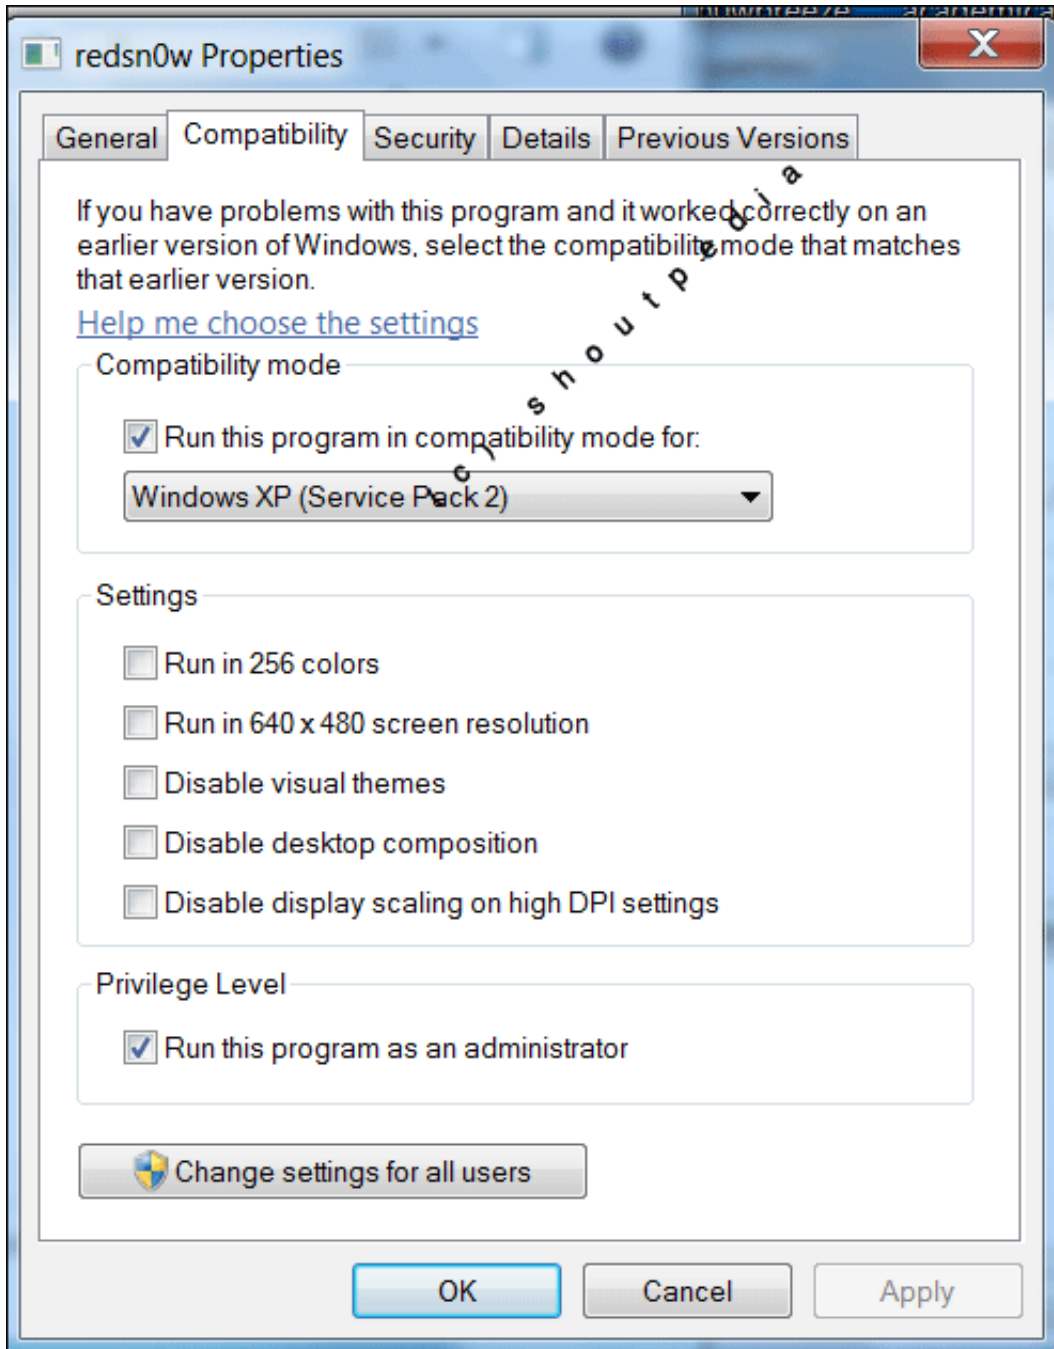 redsn0w Properties
General Compatibility Security Details Previous Versions
If you have problems with this program and it worked correctly on an
earlier version of Windows, select the compatibility mode that matches
that earlier version.
Help me choose the settings
Compatibility mode
Run this program in compatibility mode for:
Windows XP (Service Pack 2)
(c) shoutpedia
Settings
Run in 256 colors
Run in 640 x 480 screen resolution
Disable visual themes
Disable desktop composition
Disable display scaling on high DPI settings
Privilege Level
Run this program as an administrator
Change settings for all users
OK Cancel Apply